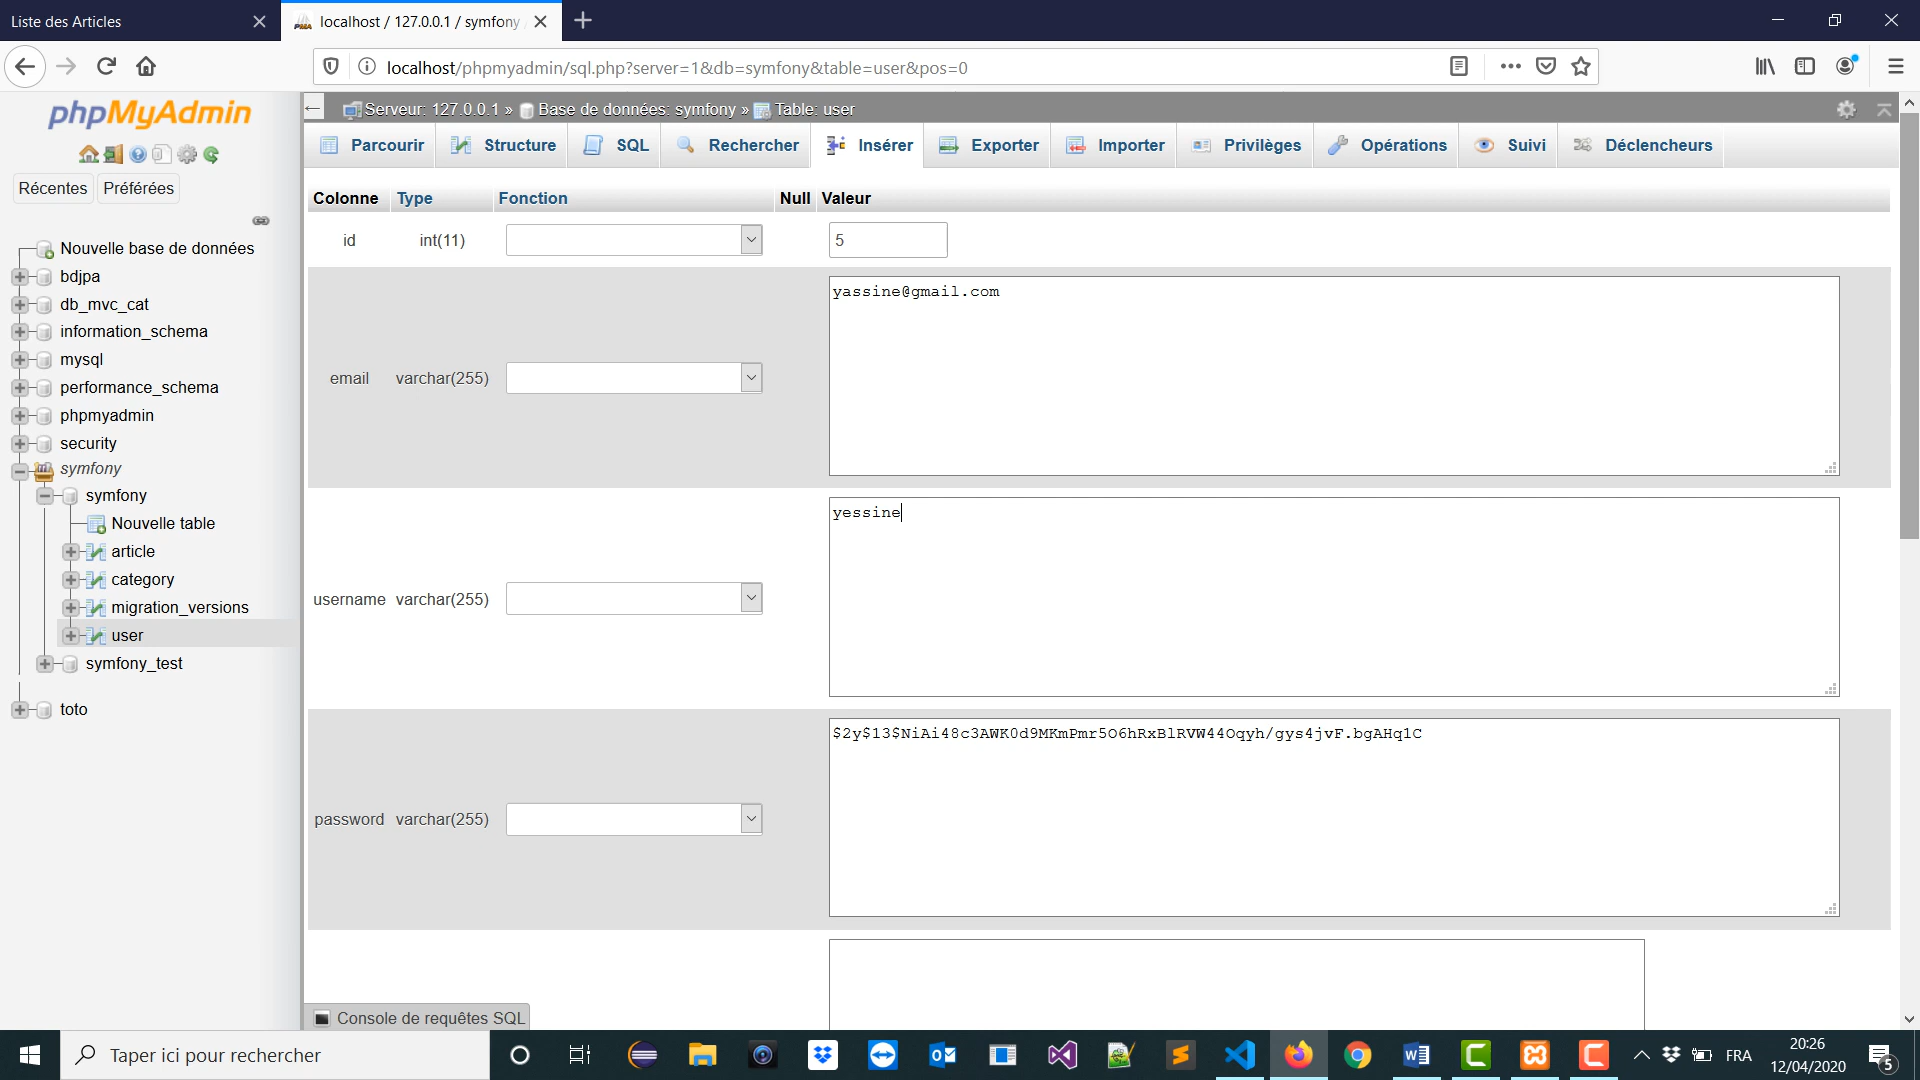 Liste des Articles
localhost / 127.0.0.1 / symfony
localhost/phpmyadmin/sql.php?server=1&db=symfony&table=user&pos=0
phpMyAdmin
Récentes
Préférées
Nouvelle base de données
bdjpa
db_mvc_cat
information_schema
mysql
performance_schema
phpmyadmin
security
symfony
symfony
Nouvelle table
article
category
migration_versions
user
symfony_test
toto
Serveur: 127.0.0.1 » Base de données: symfony » Table: user
Parcourir Structure SQL Rechercher Insérer Exporter Importer Privilèges Opérations Suivi Déclencheurs
Colonne Type Fonction Null Valeur
id int(11) 5
email varchar(255) yassine@gmail.com
username varchar(255) yessine
password varchar(255) $2y$13$NiAi48c3AWK0d9MKmPmr5O6hRxBlRVW44Oqyh/gys4jvF.bgAHq1C
Console de requêtes SQL
Taper ici pour rechercher
FRA
20:26
12/04/2020
5